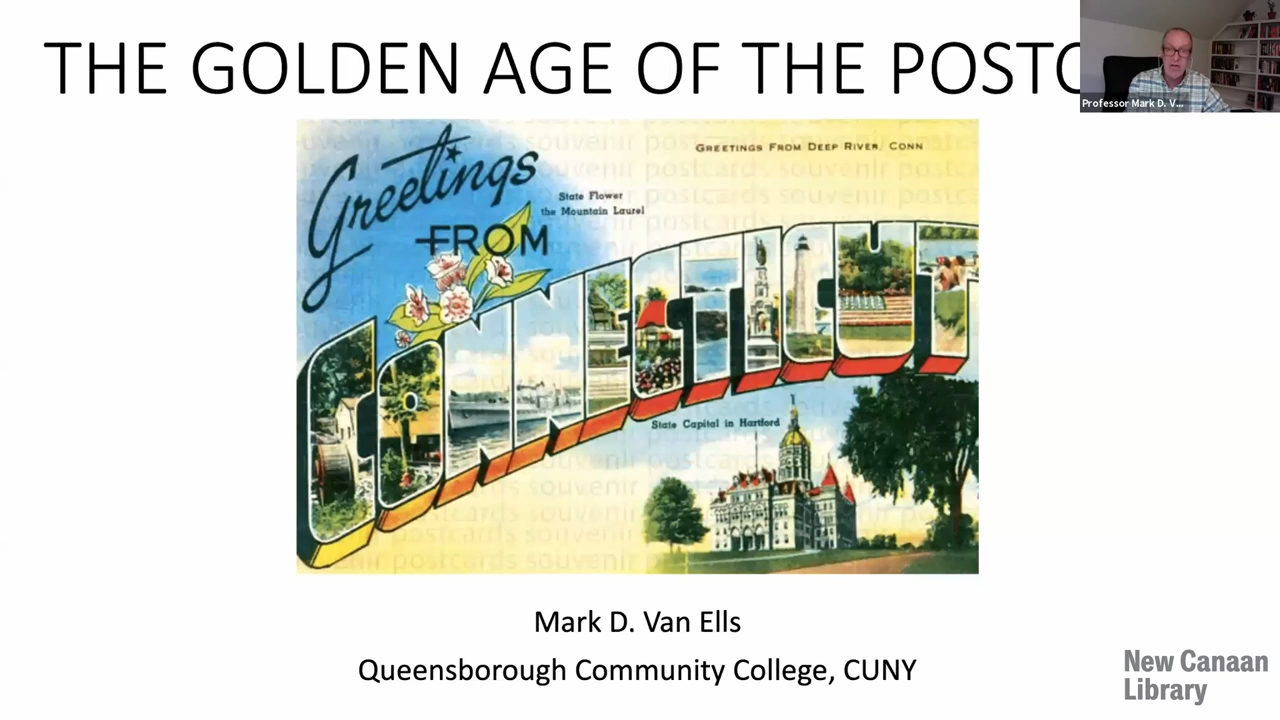 THE GOLDEN AGE OF THE POSTC
Professor Mark D. V...
Greetings
FROM
GREETINGS FROM DEEP RIVER, CONN
State Flower
the Mountain Laurel
CONNECTICUT
State Capital in Hartford
Mark D. Van Ells
Queensborough Community College, CUNY
New Canaan
Library